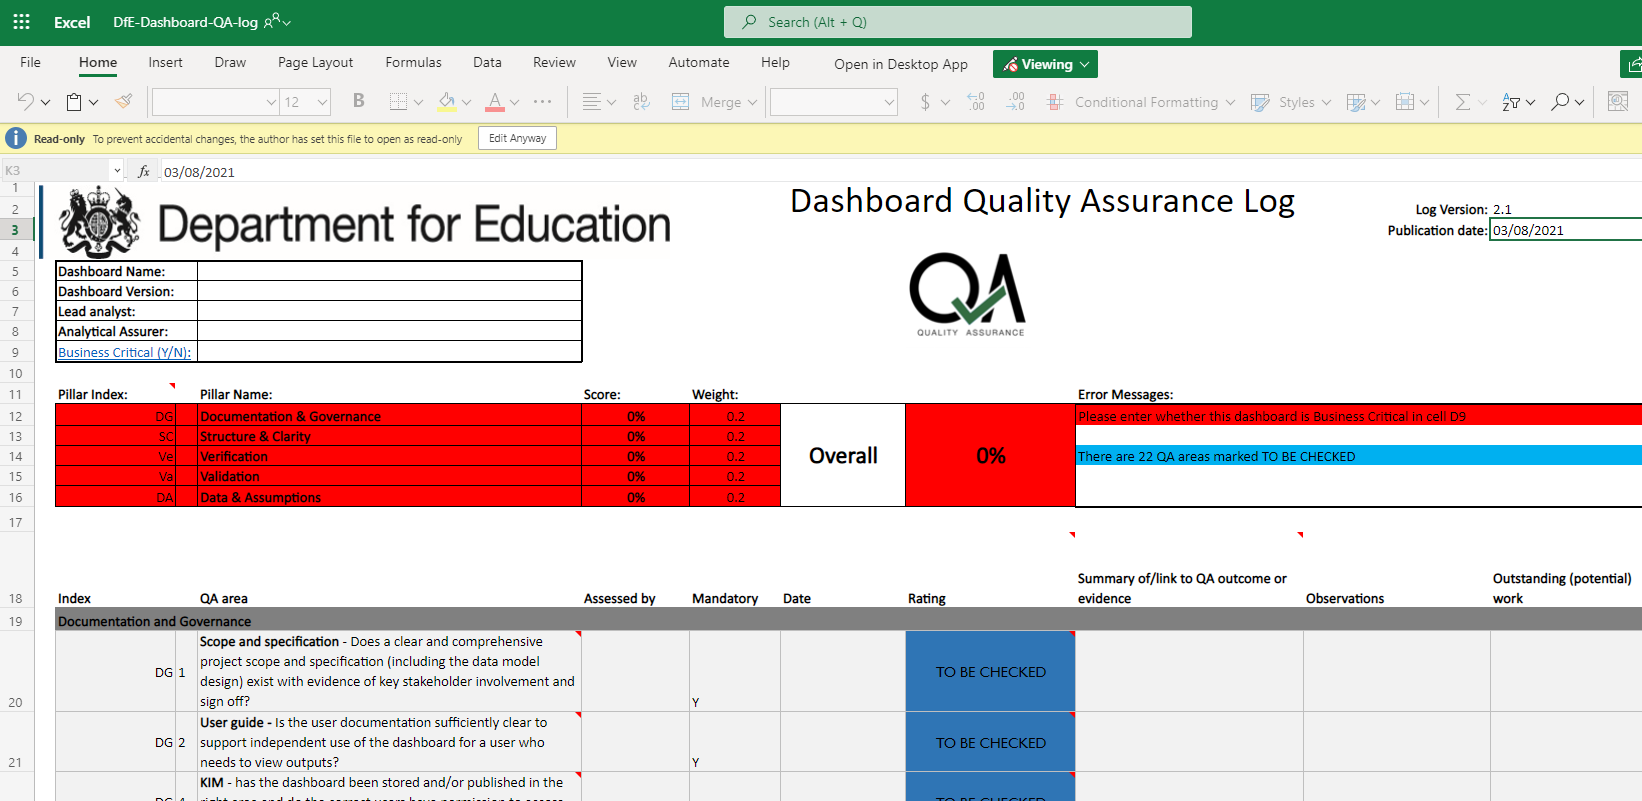 Excel DfE-Dashboard-QA-log Search (Alt + Q)
File Home Insert Draw Page Layout Formulas Data Review View Automate Help Open in Desktop App Viewing
12 B ab Merge $ .00 .00 Conditional Formatting Styles
Read-only To prevent accidental changes, the author has set this file to open as read-only Edit Anyway
K3 fx 03/08/2021
1
2 Department for Education Dashboard Quality Assurance Log Log Version: 2.1
3 Publication date: 03/08/2021
4
5 Dashboard Name:
6 Dashboard Version:
7 Lead analyst:
8 Analytical Assurer: QA QUALITY ASSURANCE
9 Business Critical (Y/N):
10
11 Pillar Index: Pillar Name: Score: Weight: Error Messages:
12 DG Documentation & Governance 0% 0.2 Please enter whether this dashboard is Business Critical in cell D9
13 SC Structure & Clarity 0% 0.2
14 Ve Verification 0% 0.2 Overall 0% There are 22 QA areas marked TO BE CHECKED
15 Va Validation 0% 0.2
16 DA Data & Assumptions 0% 0.2
17
Summary of/link to QA outcome or Outstanding (potential)
18 Index QA area Assessed by Mandatory Date Rating evidence Observations work
19 Documentation and Governance
Scope and specification - Does a clear and comprehensive
project scope and specification (including the data model
DG 1 design) exist with evidence of key stakeholder involvement and TO BE CHECKED
20 sign off? Y
User guide - Is the user documentation sufficiently clear to
DG 2 support independent use of the dashboard for a user who TO BE CHECKED
21 needs to view outputs? Y
KIM - has the dashboard been stored and/or published in the